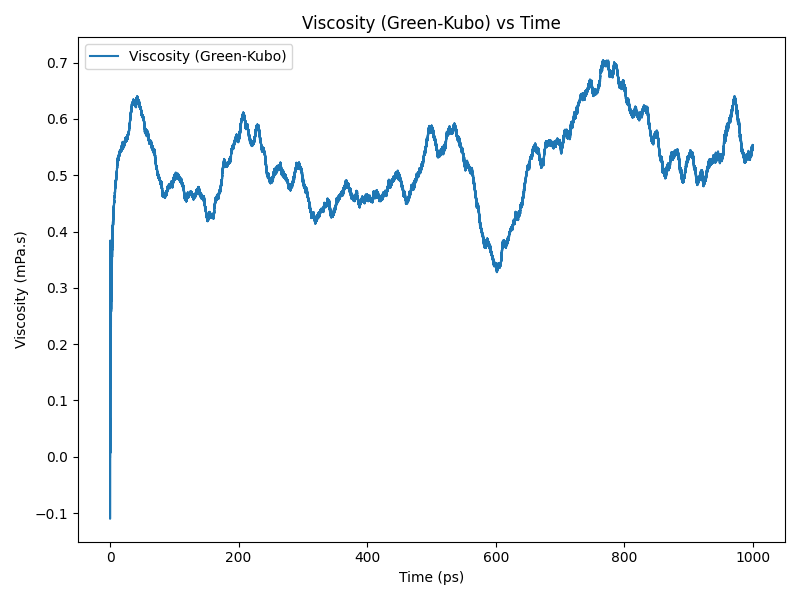 Viscosity (Green-Kubo) vs Time
Viscosity (Green-Kubo)
0.7
0.6
0.5
0.4
0.3
0.2
0.1
0.0
−0.1
Viscosity (mPa.s)
0 200 400 600 800 1000
Time (ps)